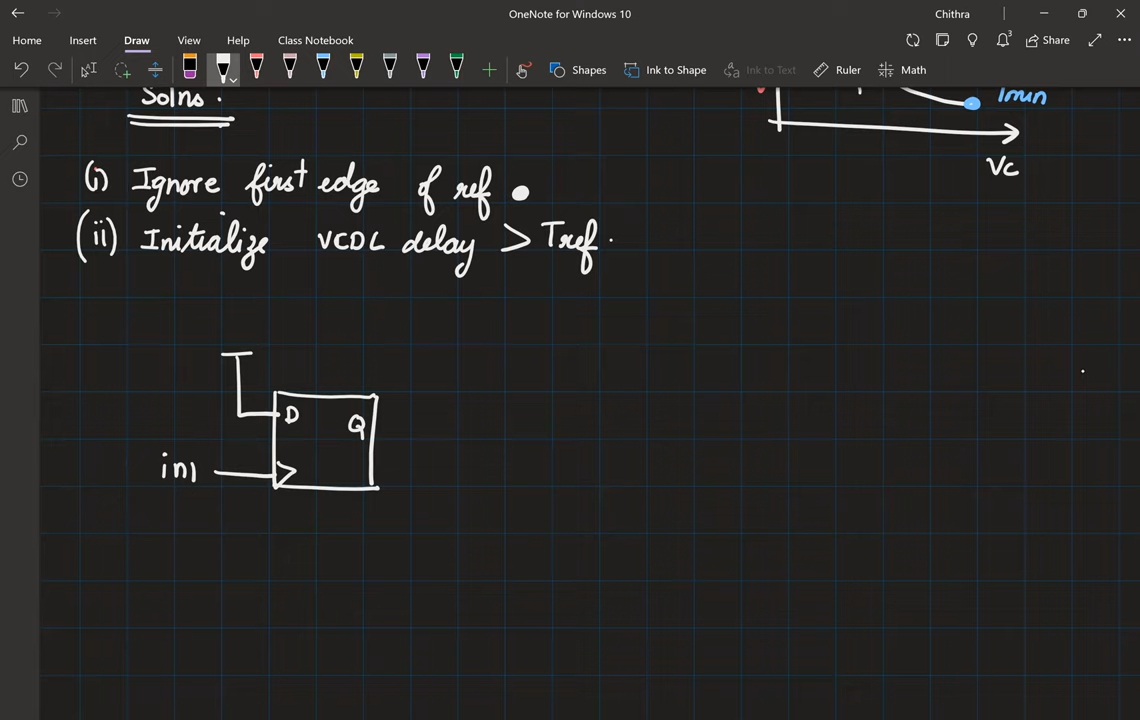 OneNote for Windows 10
Chithra
Home Insert Draw View Help Class Notebook
Share
Shapes Ink to Shape Ink to Text Ruler Math
Solns.
(i) Ignore first edge of ref
(ii) Initialize VCDL delay > Tref.
Tmin
Vc
D Q
in1